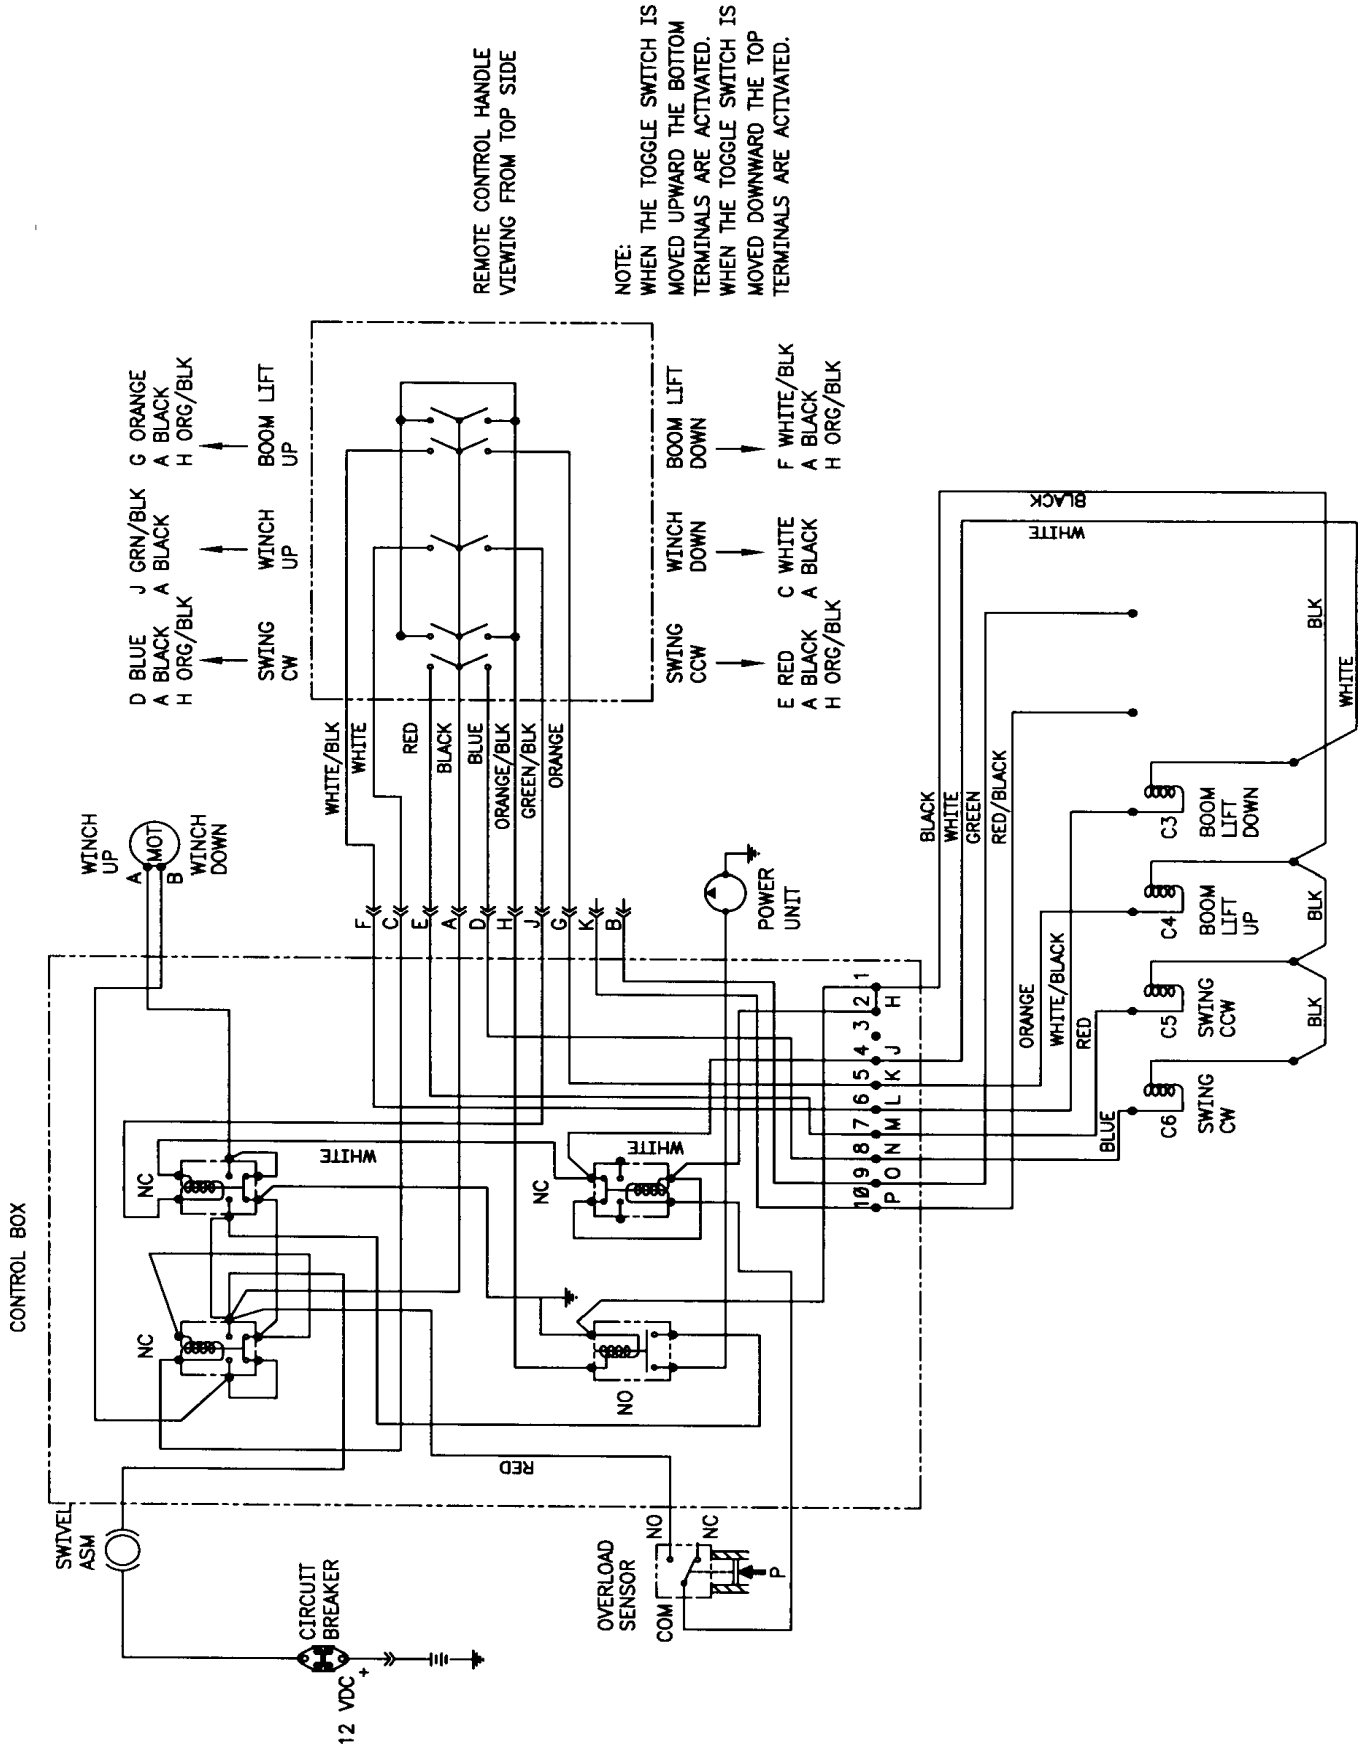 CONTROL BOX
SWIVEL
ASM
CIRCUIT
BREAKER
12 VDC
+
WINCH
UP
A
MOT
B
WINCH
DOWN
D BLUE
A BLACK
H ORG/BLK
J GRN/BLK
A BLACK
G ORANGE
A BLACK
H ORG/BLK
SWING
CW
WINCH
UP
BOOM LIFT
UP
NC
NC
WHITE
WHITE/BLK
WHITE
RED
BLACK
BLUE
ORANGE/BLK
GREEN/BLK
ORANGE
F
C
E
A
D
H
J
G
K
B
REMOTE CONTROL HANDLE
VIEWING FROM TOP SIDE
RED
NO
NC
WHITE
OVERLOAD
SENSOR
COM
NO
NC
P
POWER
UNIT
SWING
CCW
WINCH
DOWN
BOOM LIFT
DOWN
E RED
A BLACK
H ORG/BLK
C WHITE
A BLACK
F WHITE/BLK
A BLACK
H ORG/BLK
NOTE:
WHEN THE TOGGLE SWITCH IS
MOVED UPWARD THE BOTTOM
TERMINALS ARE ACTIVATED.
WHEN THE TOGGLE SWITCH IS
MOVED DOWNWARD THE TOP
TERMINALS ARE ACTIVATED.
10 9 8 7 6 5 4 3 2 1
P O N M L K J H
BLACK
WHITE
GREEN
RED/BLACK
ORANGE
WHITE/BLACK
RED
BLUE
BLACK
WHITE
C6
SWING
CW
C5
SWING
CCW
C4
BOOM
LIFT
UP
C3
BOOM
LIFT
DOWN
BLK
BLK
BLK
WHITE